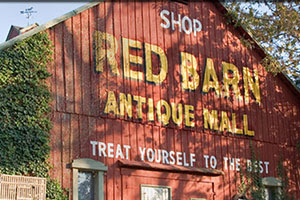 SHOP
RED BARN
ANTIQUE MALL
TREAT YOURSELF TO THE BEST